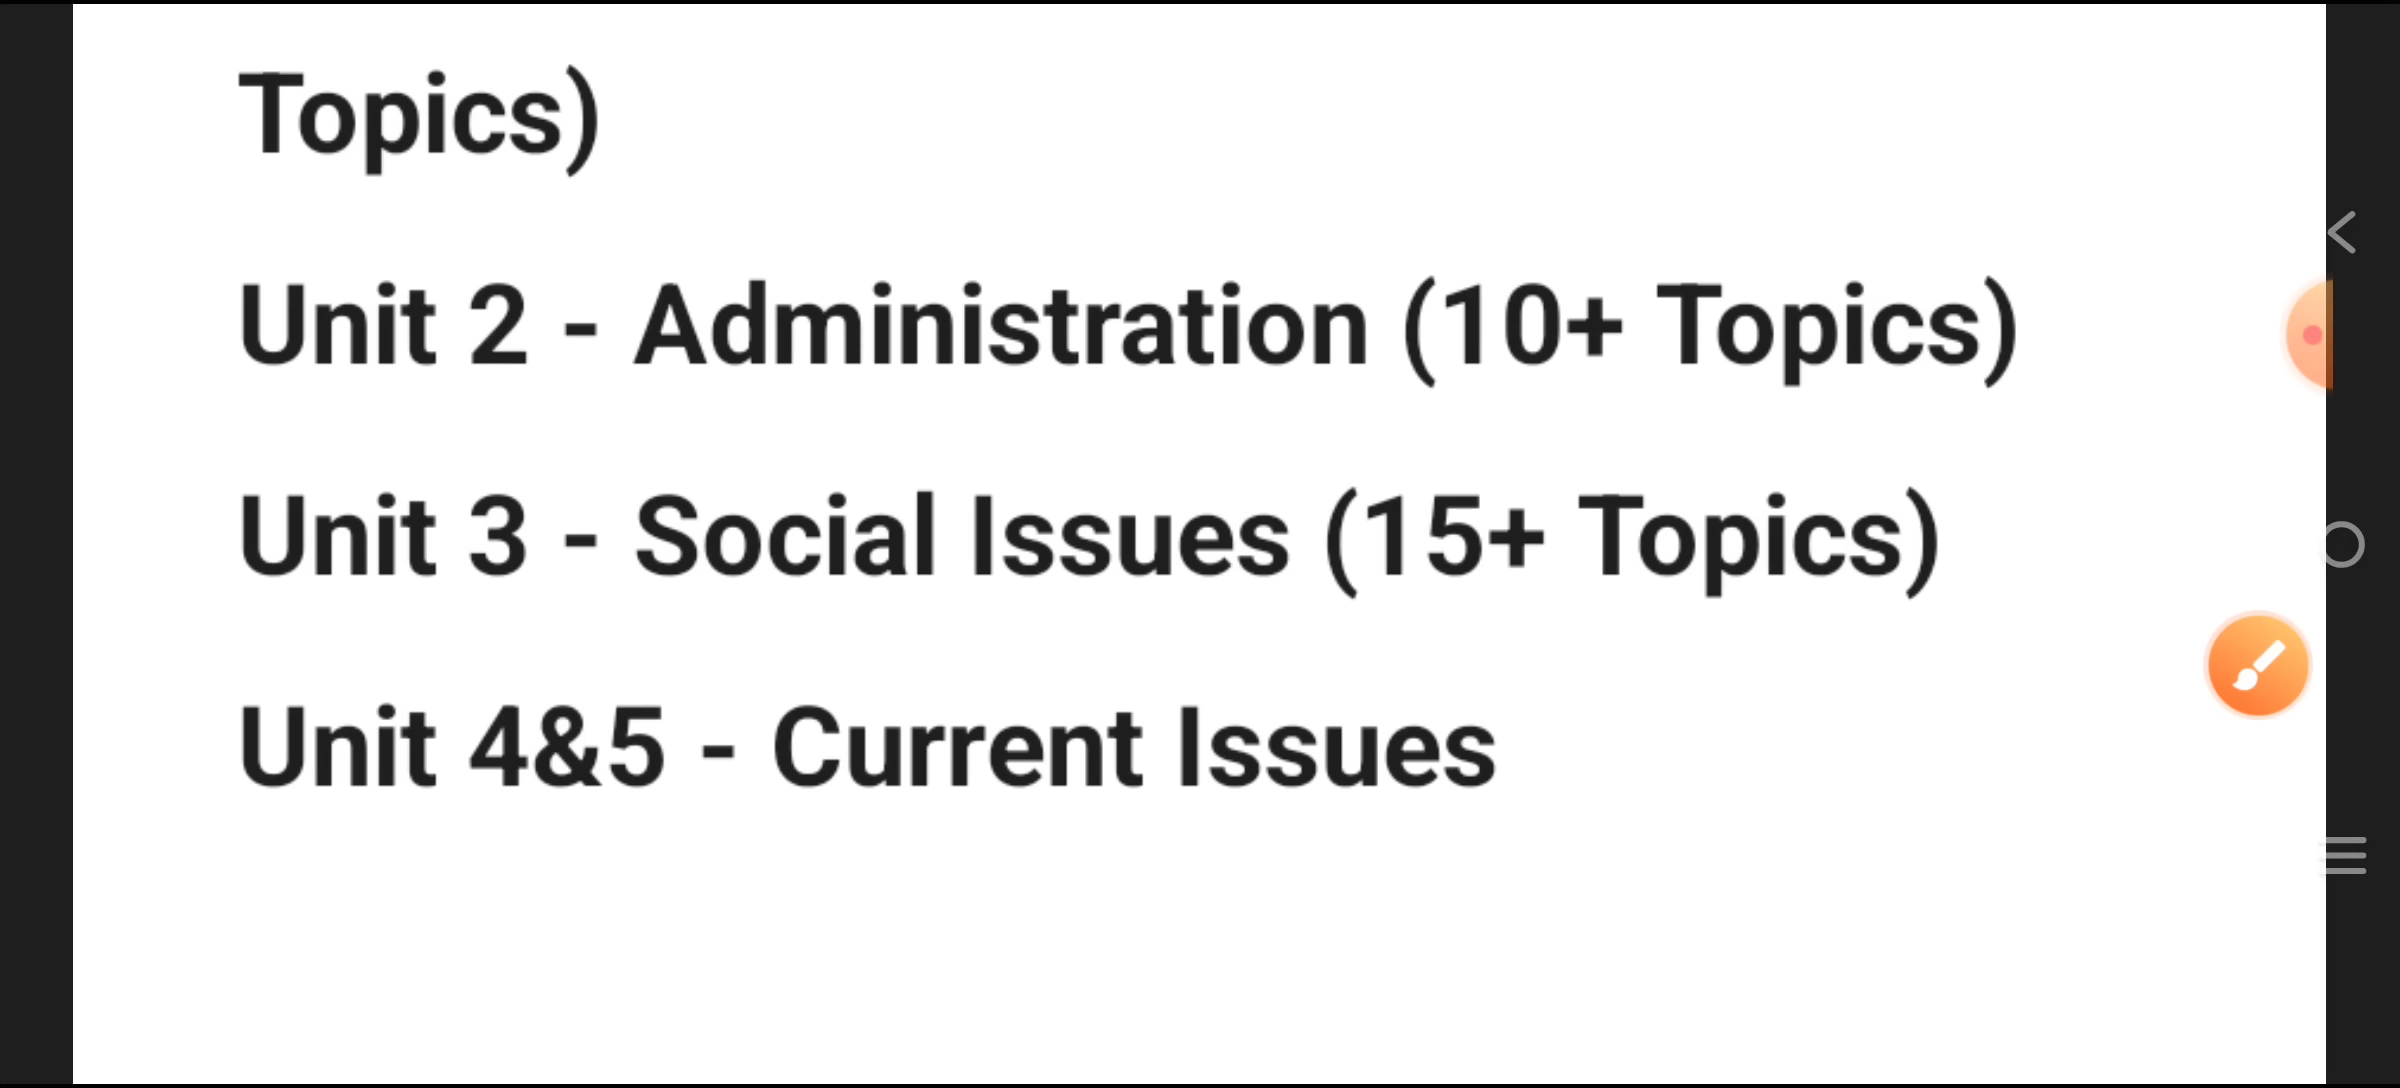 Topics)
Unit 2 - Administration (10+ Topics)
Unit 3 - Social Issues (15+ Topics)
Unit 4&5 - Current Issues